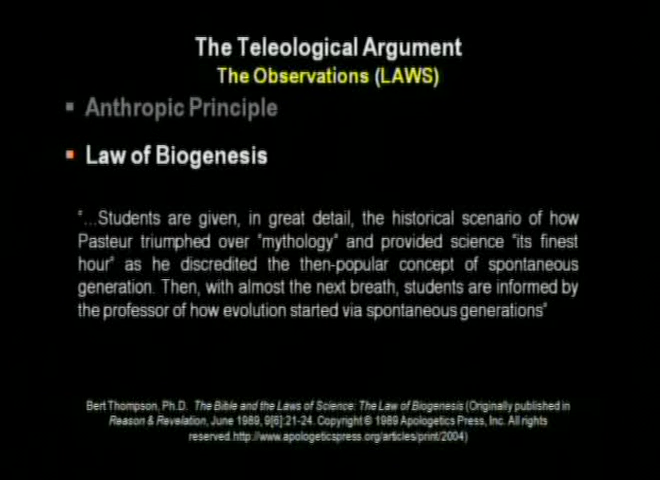 The Teleological Argument
The Observations (LAWS)
Anthropic Principle
Law of Biogenesis
"...Students are given, in great detail, the historical scenario of how
Pasteur triumphed over "mythology" and provided science "its finest
hour" as he discredited the then-popular concept of spontaneous
generation. Then, with almost the next breath, students are informed by
the professor of how evolution started via spontaneous generations"
Bert Thompson, Ph.D. The Bible and the Laws of Science: The Law of Biogenesis (Originally published in
Reason & Revelation, June 1989, 9[6]:21-24. Copyright © 1989 Apologetics Press, Inc. All rights
reserved.http://www.apologeticspress.org/articles/print/2004)